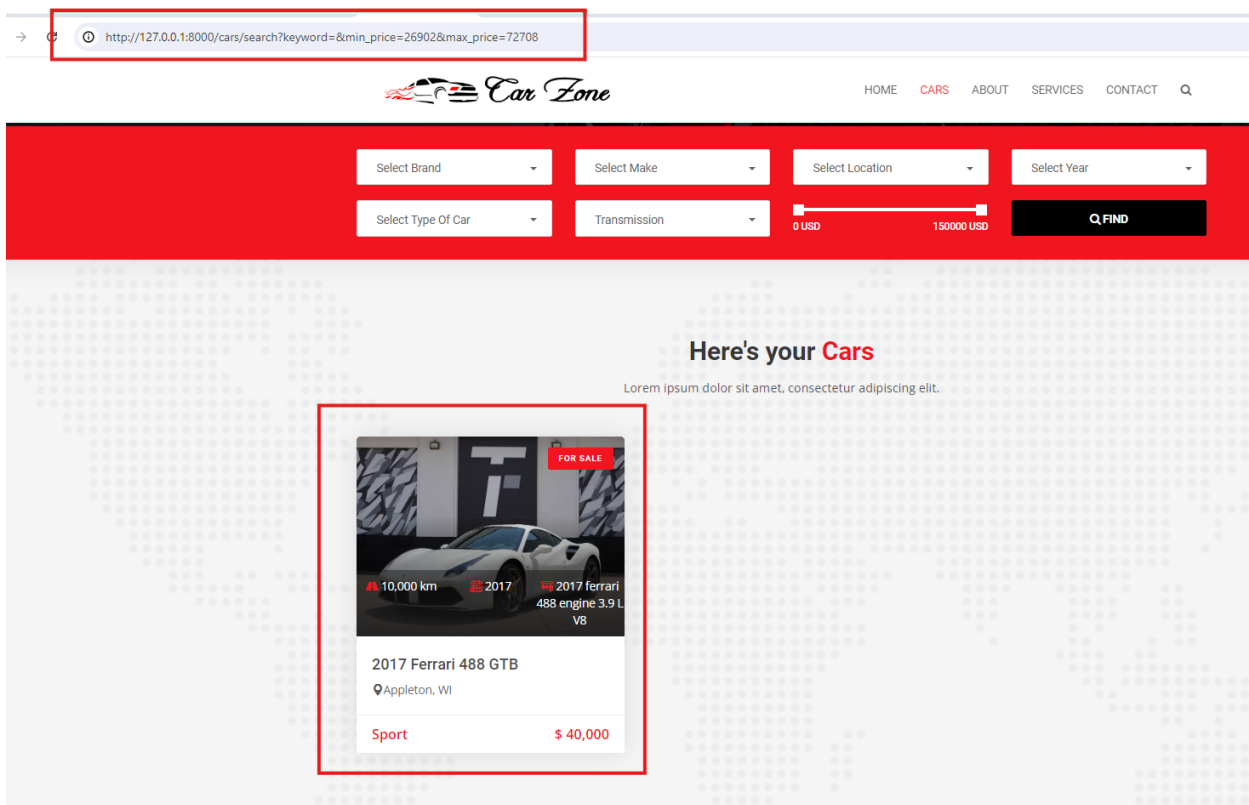 http://127.0.0.1:8000/cars/search?keyword=&min_price=26902&max_price=72708
Car Zone
HOME CARS ABOUT SERVICES CONTACT
Select Brand
Select Make
Select Location
Select Year
Select Type Of Car
Transmission
0 USD
150000 USD
FIND
Here's your Cars
Lorem ipsum dolor sit amet, consectetur adipiscing elit.
FOR SALE
10,000 km
2017
2017 ferrari
488 engine 3.9 L
V8
2017 Ferrari 488 GTB
Appleton, WI
Sport
$ 40,000